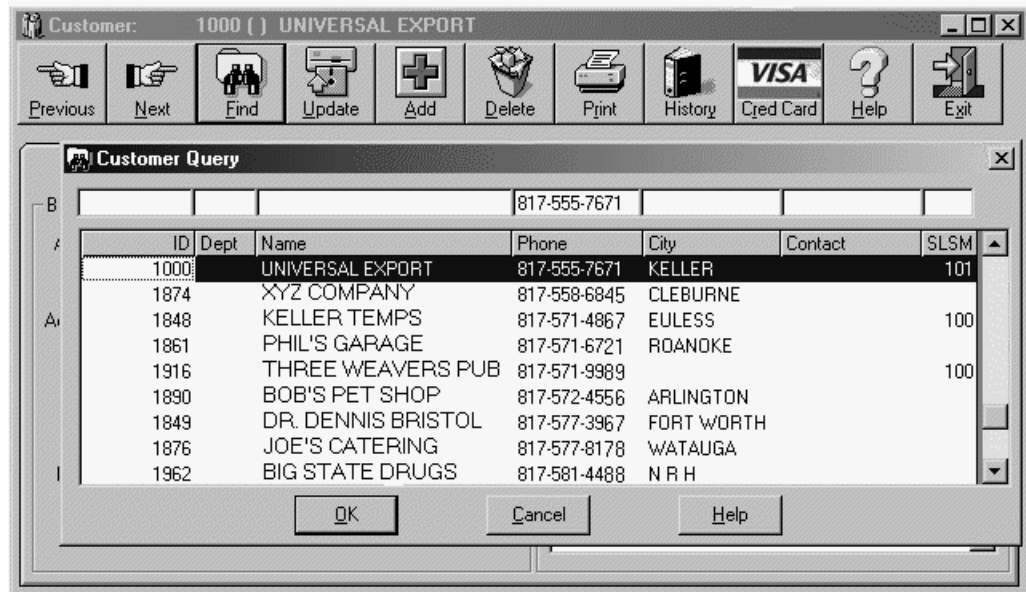 Customer: 1000 ( ) UNIVERSAL EXPORT
Previous Next Find Update Add Delete Print History VISA Cred Card Help Exit
Customer Query
B
817-555-7671
ID Dept Name Phone City Contact SLSM
1000 UNIVERSAL EXPORT 817-555-7671 KELLER 101
1874 XYZ COMPANY 817-558-6845 CLEBURNE
1848 KELLER TEMPS 817-571-4867 EULESS 100
1861 PHIL'S GARAGE 817-571-6721 ROANOKE
1916 THREE WEAVERS PUB 817-571-9989 100
1890 BOB'S PET SHOP 817-572-4556 ARLINGTON
1849 DR. DENNIS BRISTOL 817-577-3967 FORT WORTH
1876 JOE'S CATERING 817-577-8178 WATAUGA
1962 BIG STATE DRUGS 817-581-4488 N R H
OK Cancel Help